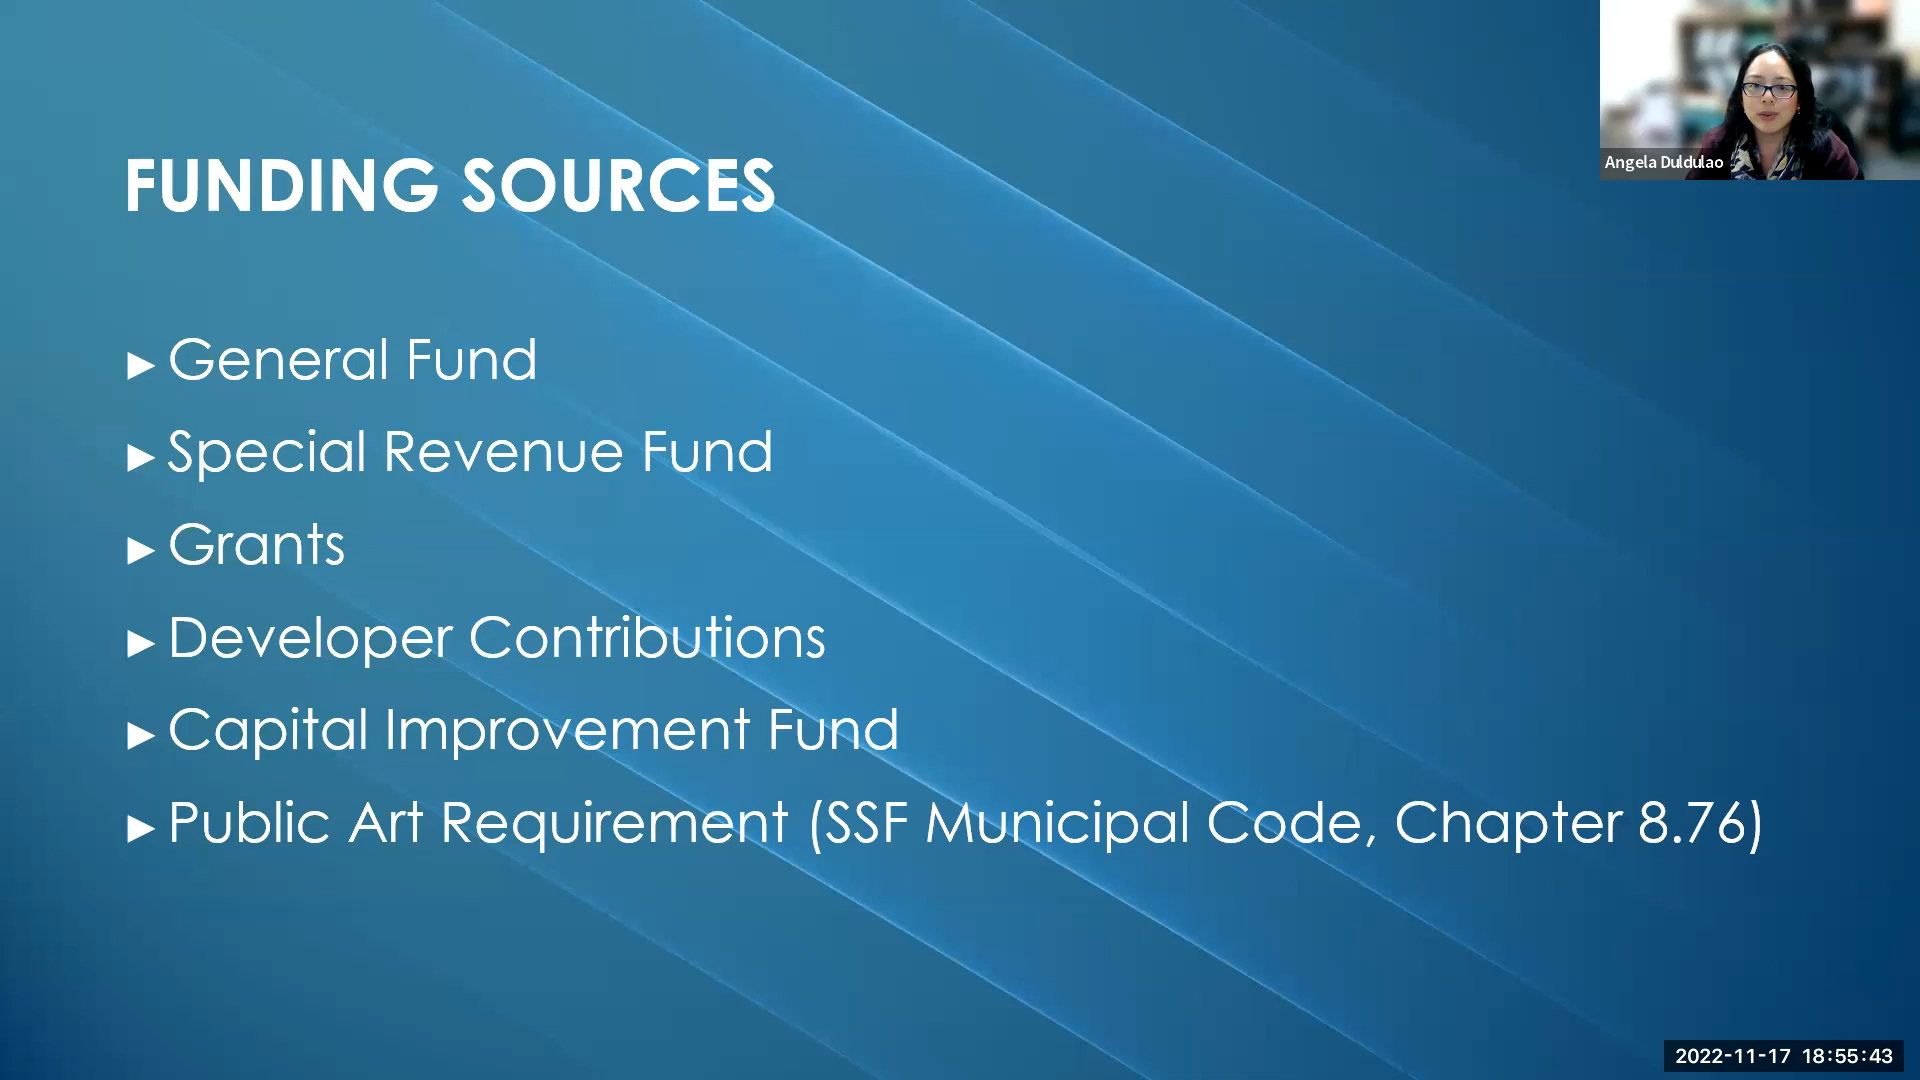 Angela Duldulao
FUNDING SOURCES
► General Fund
► Special Revenue Fund
► Grants
► Developer Contributions
► Capital Improvement Fund
► Public Art Requirement (SSF Municipal Code, Chapter 8.76)
2022-11-17 18:55:43